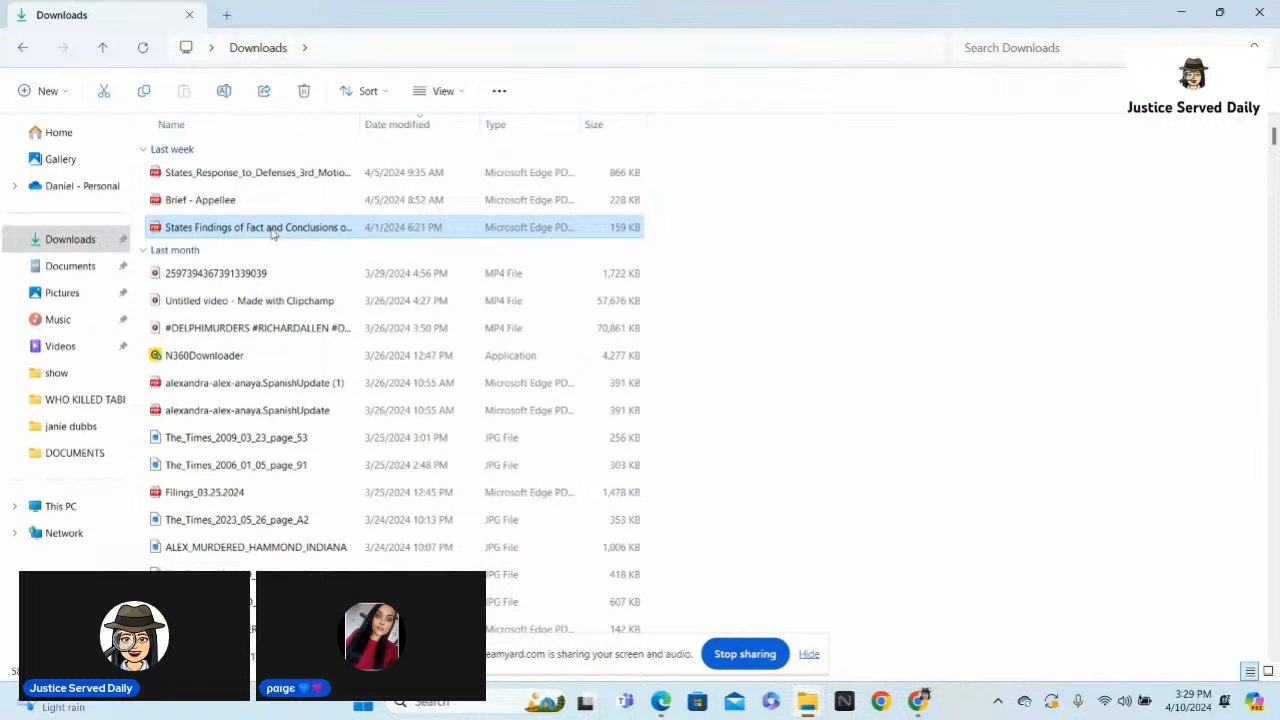 Downloads
Downloads
Search Downloads
New
Sort
View
Justice Served Daily
Name Date modified Type Size
Home
Gallery
Daniel - Personal
Downloads
Documents
Pictures
Music
Videos
show
WHO KILLED TABI
janie dubbs
DOCUMENTS
This PC
Network
Last week
States_Response_to_Defenses_3rd_Motio... 4/5/2024 9:35 AM Microsoft Edge PD... 866 KB
Brief - Appellee 4/5/2024 8:52 AM Microsoft Edge PD... 228 KB
States Findings of Fact and Conclusions o... 4/1/2024 6:21 PM Microsoft Edge PD... 159 KB
Last month
2597394367391339039 3/29/2024 4:56 PM MP4 File 1,722 KB
Untitled video - Made with Clipchamp 3/26/2024 4:27 PM MP4 File 57,676 KB
#DELPHIMURDERS #RICHARDALLEN #D... 3/26/2024 3:50 PM MP4 File 70,861 KB
N360Downloader 3/26/2024 12:47 PM Application 4,277 KB
alexandra-alex-anaya.SpanishUpdate (1) 3/26/2024 10:55 AM Microsoft Edge PD... 391 KB
alexandra-alex-anaya.SpanishUpdate 3/26/2024 10:55 AM Microsoft Edge PD... 391 KB
The_Times_2009_03_23_page_53 3/25/2024 3:01 PM JPG File 256 KB
The_Times_2006_01_05_page_91 3/25/2024 2:48 PM JPG File 303 KB
Filings_03.25.2024 3/25/2024 12:45 PM Microsoft Edge PD... 1,478 KB
The_Times_2023_05_26_page_A2 3/24/2024 10:13 PM JPG File 353 KB
ALEX_MURDERED_HAMMOND_INDIANA 3/24/2024 10:07 PM JPG File 1,006 KB
JPG File 418 KB
JPG File 607 KB
Microsoft Edge PD... 142 KB
eamyard.com is sharing your screen and audio.
Stop sharing
Hide
Justice Served Daily
ραιgє 💙💗
Light rain
Search
3:29 PM
4/10/2024